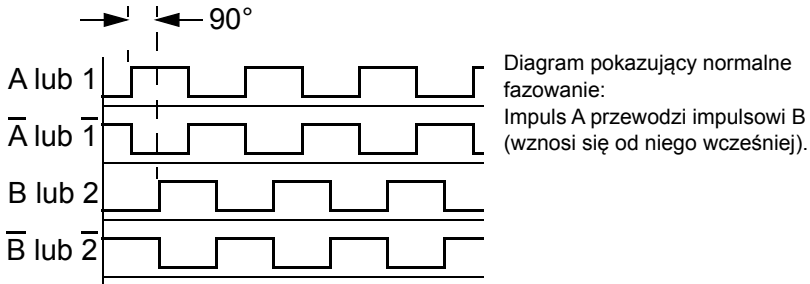 90°
A lub 1
A̅ lub 1̅
B lub 2
B̅ lub 2̅
Diagram pokazujący normalne
fazowanie:
Impuls A przewodzi impulsowi B
(wznosi się od niego wcześniej).